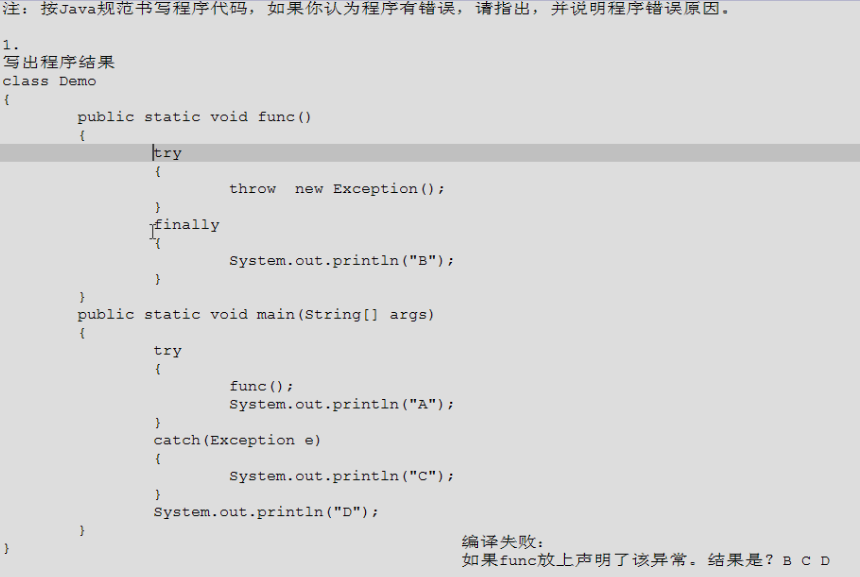 注：按Java规范书写程序代码，如果你认为程序有错误，请指出，并说明程序错误原因。
1.
写出程序结果
class Demo
{
public static void func()
{
try
{
throw  new Exception();
}
finally
{
System.out.println("B");
}
}
public static void main(String[] args)
{
try
{
func();
System.out.println("A");
}
catch(Exception e)
{
System.out.println("C");
}
System.out.println("D");
}
}
编译失败：
如果func放上声明了该异常。结果是？B C D